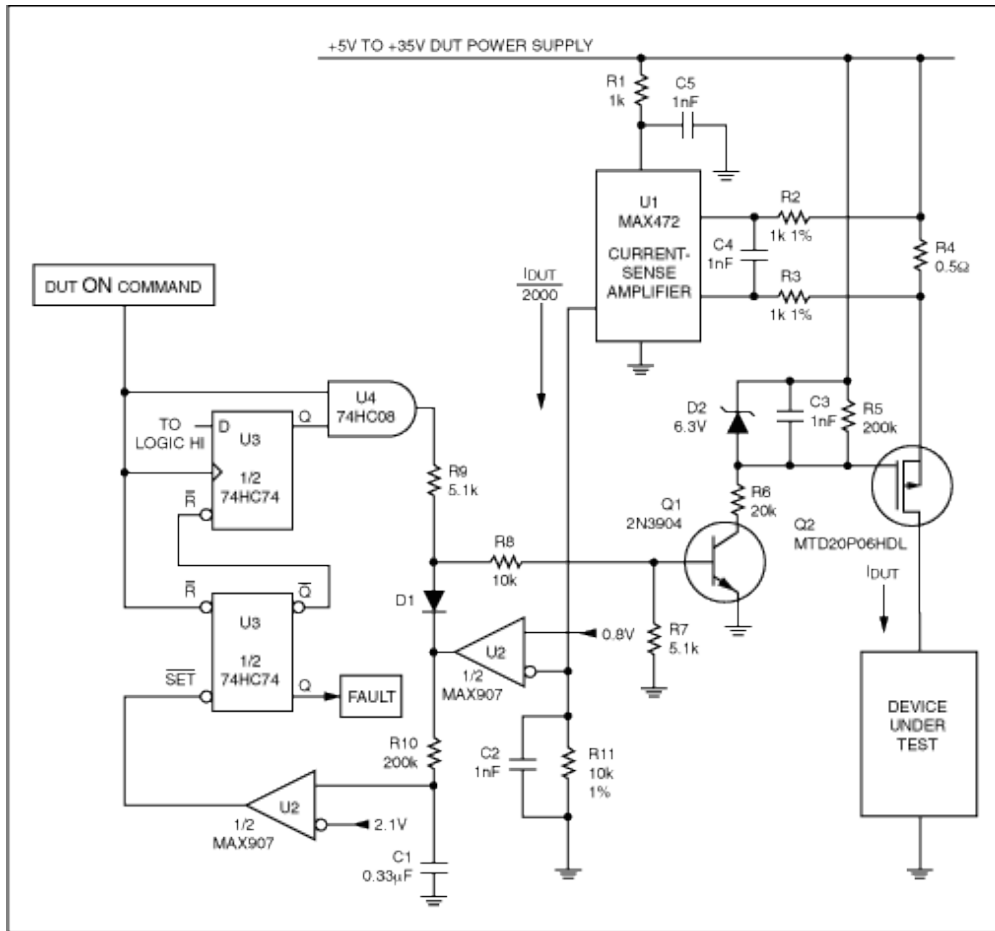 +5V TO +35V DUT POWER SUPPLY
R1
1k
C5
1nF
U1
MAX472
CURRENT-
SENSE
AMPLIFIER
C4
1nF
R2
1k 1%
R3
1k 1%
R4
0.5Ω
IDUT
2000
DUT ON COMMAND
U4
74HC08
TO
LOGIC HI
D
Q
U3
1/2
74HC74
R̅
R9
5.1k
D2
6.3V
C3
1nF
R5
200k
R6
20k
Q1
2N3904
Q2
MTD20P06HDL
R8
10k
IDUT
R̅
Q̅
U3
1/2
74HC74
S̅E̅T̅
Q
FAULT
D1
U2
0.8V
1/2
MAX907
R7
5.1k
DEVICE
UNDER
TEST
R10
200k
C2
1nF
R11
10k
1%
U2
2.1V
1/2
MAX907
C1
0.33µF